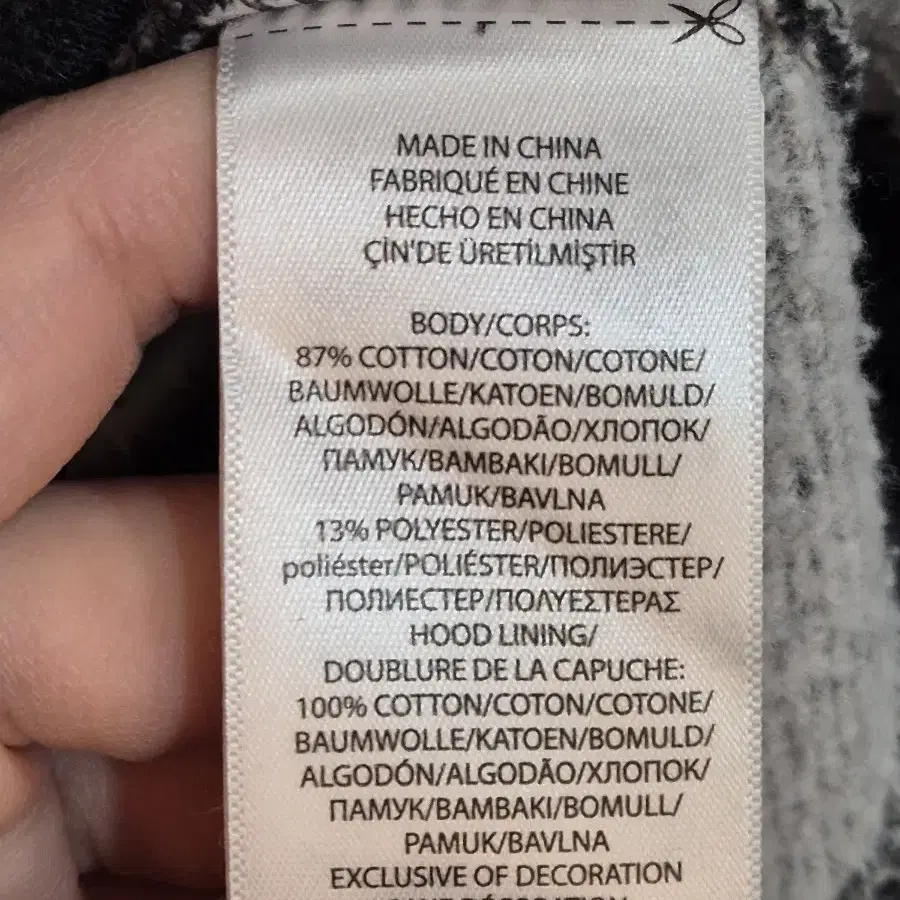 MADE IN CHINA
FABRIQUÉ EN CHINE
HECHO EN CHINA
ÇİN'DE ÜRETİLMİŞTİR
BODY/CORPS:
87% COTTON/COTON/COTONE/
BAUMWOLLE/KATOEN/BOMULD/
ALGODÓN/ALGODÃO/ХЛОПОК/
ПАМУК/BAMBAKI/BOMULL/
PAMUK/BAVLNA
13% POLYESTER/POLIESTERE/
poliéster/POLIÉSTER/ПОЛИЭСТЕР/
ПОЛИЕСТЕР/ΠΟΛΥΕΣΤΕΡΑΣ
HOOD LINING/
DOUBLURE DE LA CAPUCHE:
100% COTTON/COTON/COTONE/
BAUMWOLLE/KATOEN/BOMULD/
ALGODÓN/ALGODÃO/ХЛОПОК/
ПАМУК/BAMBAKI/BOMULL/
PAMUK/BAVLNA
EXCLUSIVE OF DECORATION